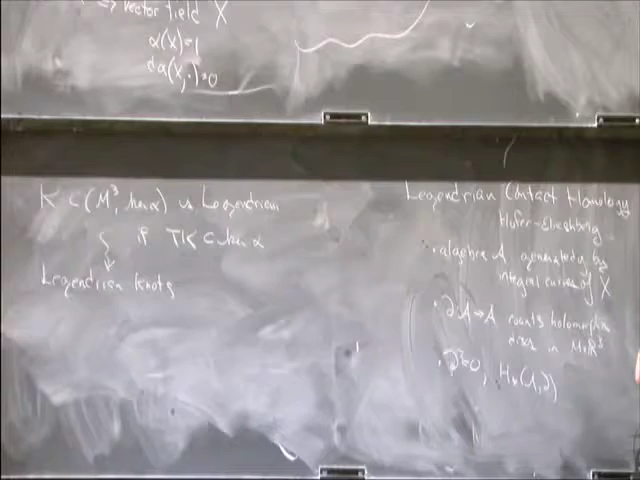 => vector field X
α(X)=1
dα(X,·)=0
K ⊂ (M³, ker α) is Legendrian
if TK ⊂ ker α
Legendrian knots
Legendrian Contact Homology
Hofer-Eliashberg
· algebra A generated by
integral curves of X
· ∂:A→A counts holomorphic
discs in M×ℝ
· ∂²=0, H*(A,∂)